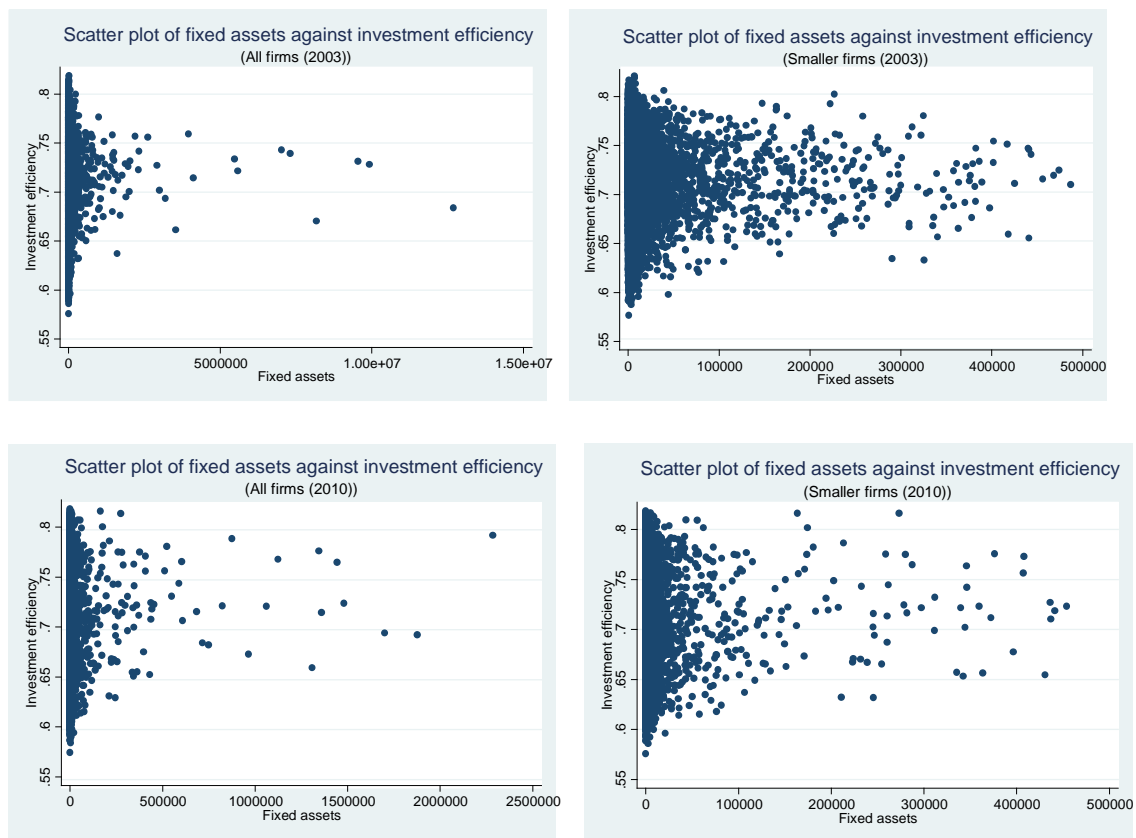 Scatter plot of fixed assets against investment efficiency
(All firms (2003))
Investment efficiency
.55 .6 .65 .7 .75 .8
0 5000000 1.00e+07 1.50e+07
Fixed assets
Scatter plot of fixed assets against investment efficiency
(Smaller firms (2003))
Investment efficiency
.55 .6 .65 .7 .75 .8
0 100000 200000 300000 400000 500000
Fixed assets
Scatter plot of fixed assets against investment efficiency
(All firms (2010))
Investment efficiency
.55 .6 .65 .7 .75 .8
0 500000 1000000 1500000 2000000 2500000
Fixed assets
Scatter plot of fixed assets against investment efficiency
(Smaller firms (2010))
Investment efficiency
.55 .6 .65 .7 .75 .8
0 100000 200000 300000 400000 500000
Fixed assets